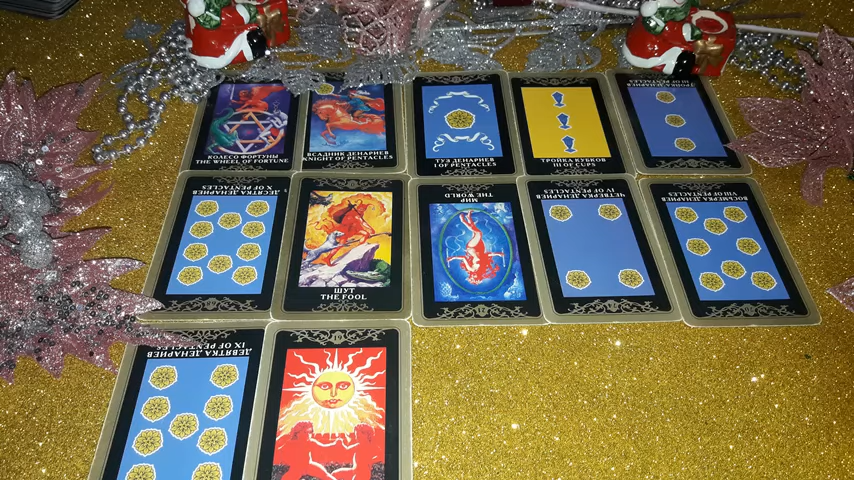 КОЛЕСО ФОРТУНЫ
THE WHEEL OF FORTUNE
ВСАДНИК ДЕНАРИЕВ
KNIGHT OF PENTACLES
ТУЗ ДЕНАРИЕВ
I OF PENTACLES
ТРОЙКА КУБКОВ
III OF CUPS
ТРОЙКА ДЕНАРИЕВ
III OF PENTACLES
ДЕСЯТКА ДЕНАРИЕВ
X OF PENTACLES
ШУТ
THE FOOL
МИР
THE WORLD
ЧЕТВЕРКА ДЕНАРИЕВ
IV OF PENTACLES
ВОСЬМЕРКА ДЕНАРИЕВ
VIII OF PENTACLES
ДЕВЯТКА ДЕНАРИЕВ
IX OF PENTACLES